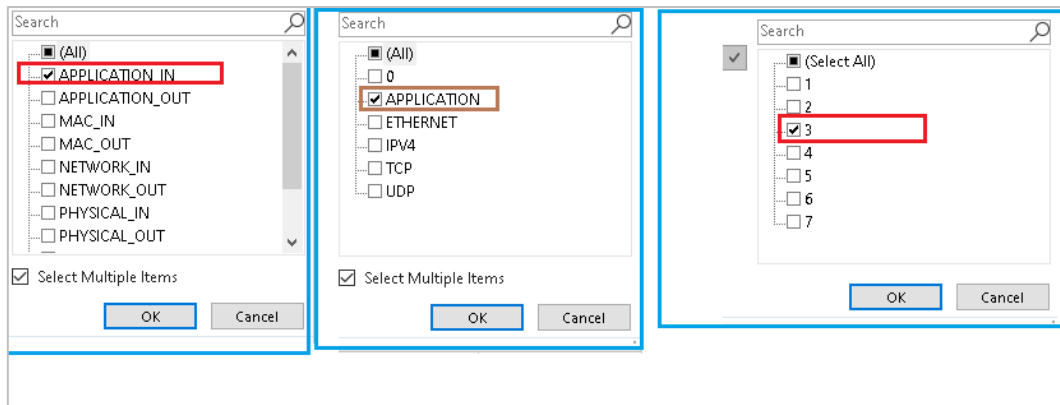 Search
(All)
APPLICATION_IN
APPLICATION_OUT
MAC_IN
MAC_OUT
NETWORK_IN
NETWORK_OUT
PHYSICAL_IN
PHYSICAL_OUT
Select Multiple Items
OK
Cancel
Search
(All)
0
APPLICATION
ETHERNET
IPV4
TCP
UDP
Select Multiple Items
OK
Cancel
Search
(Select All)
1
2
3
4
5
6
7
OK
Cancel